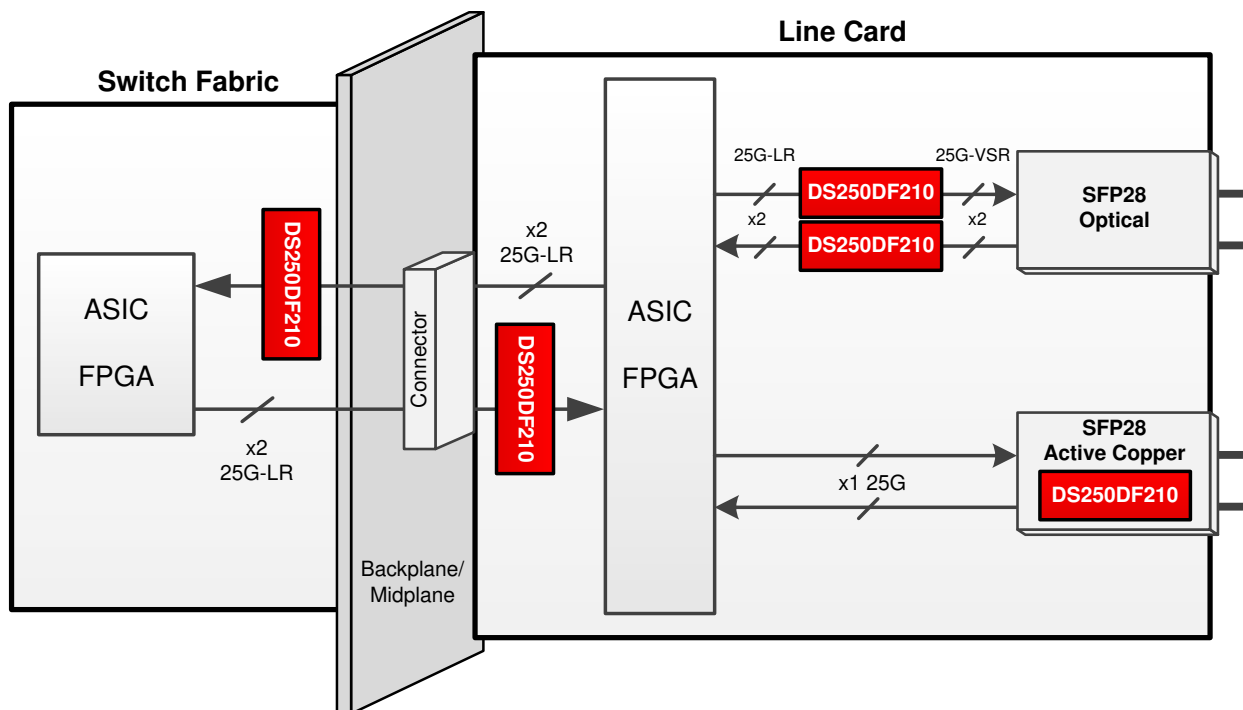 Switch Fabric
Line Card
ASIC
FPGA
DS250DF210
x2
25G-LR
Backplane/
Midplane
Connector
x2
25G-LR
DS250DF210
ASIC
FPGA
25G-LR
DS250DF210
25G-VSR
x2
DS250DF210
x2
SFP28
Optical
x1 25G
SFP28
Active Copper
DS250DF210